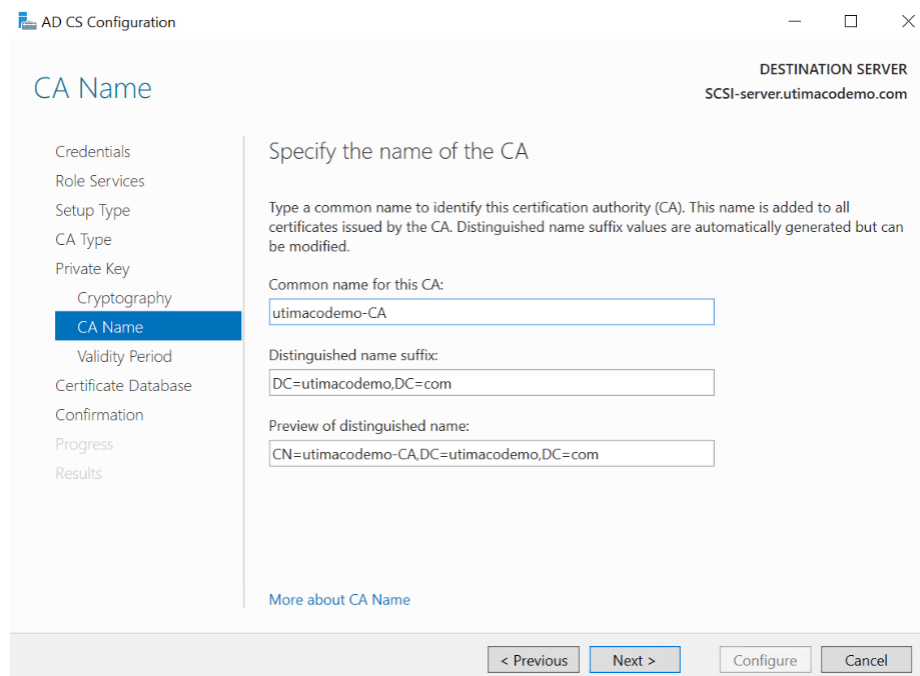 AD CS Configuration
DESTINATION SERVER
SCSI-server.utimacodemo.com
CA Name
Credentials
Role Services
Setup Type
CA Type
Private Key
Cryptography
CA Name
Validity Period
Certificate Database
Confirmation
Progress
Results
Specify the name of the CA
Type a common name to identify this certification authority (CA). This name is added to all
certificates issued by the CA. Distinguished name suffix values are automatically generated but can
be modified.
Common name for this CA:
utimacodemo-CA
Distinguished name suffix:
DC=utimacodemo,DC=com
Preview of distinguished name:
CN=utimacodemo-CA,DC=utimacodemo,DC=com
More about CA Name
< Previous
Next >
Configure
Cancel